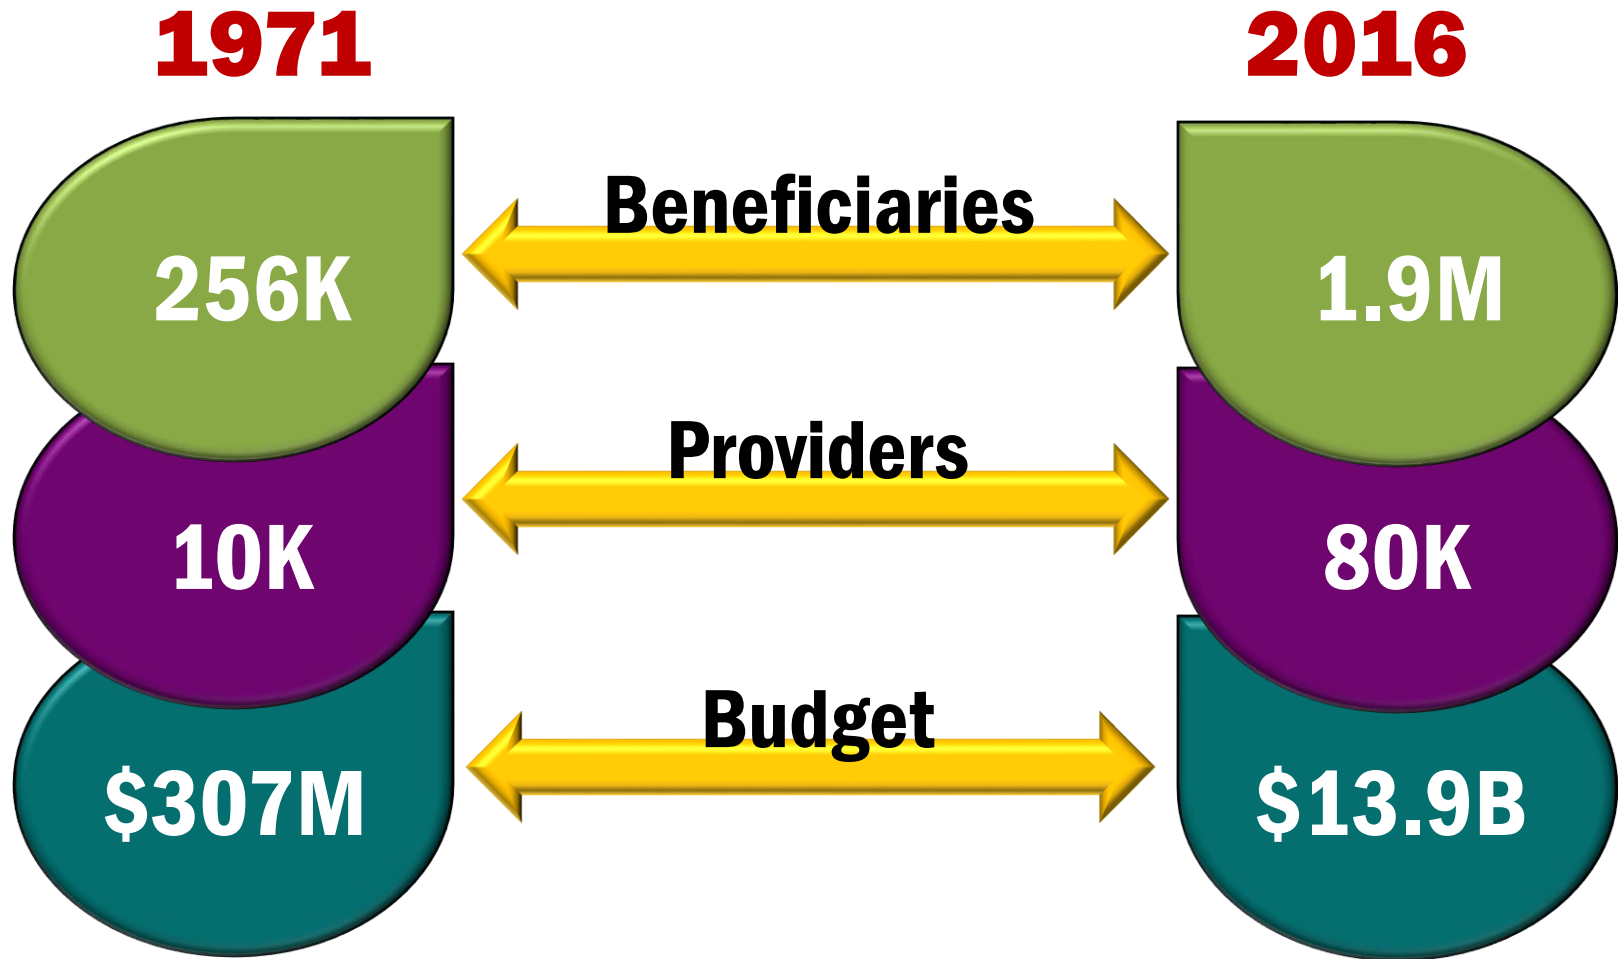 1971
2016
Beneficiaries
256K
1.9M
Providers
10K
80K
Budget
$307M
$13.9B